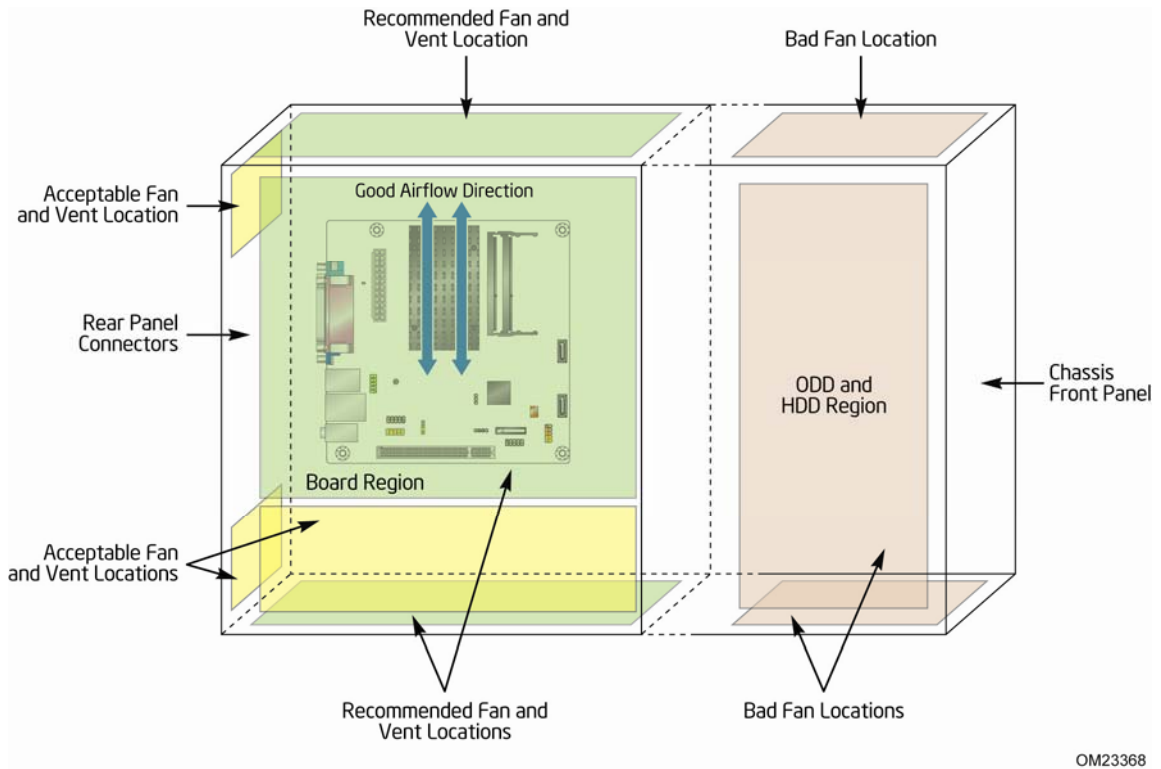 Recommended Fan and
Vent Location
Bad Fan Location
Acceptable Fan
and Vent Location
Good Airflow Direction
Rear Panel
Connectors
ODD and
HDD Region
Chassis
Front Panel
Board Region
Acceptable Fan
and Vent Locations
Recommended Fan and
Vent Locations
Bad Fan Locations
OM23368